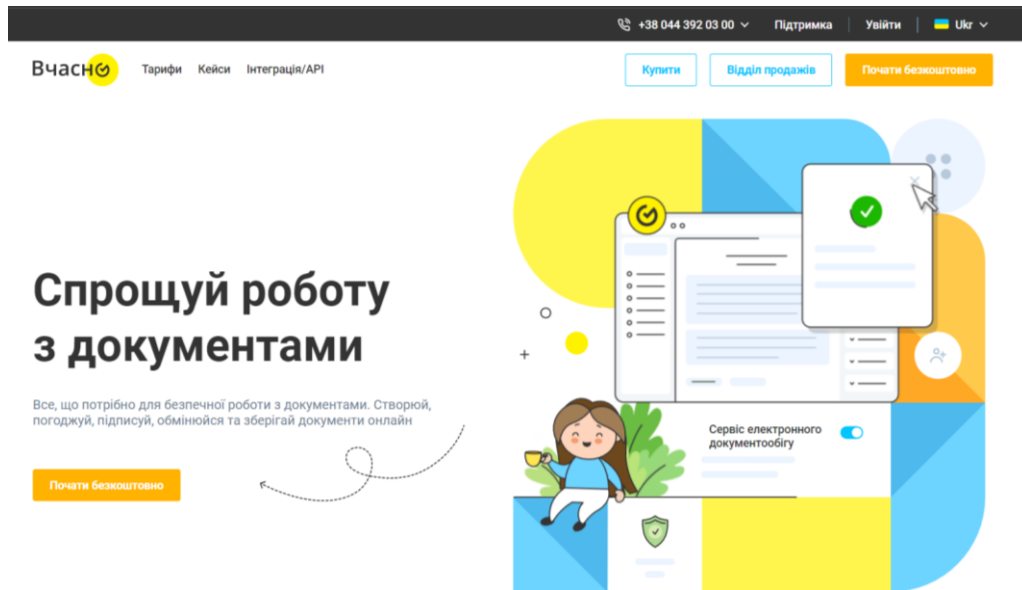 +38 044 392 03 00 Підтримка Увійти Ukr
Вчасно Тарифи Кейси Інтеграція/API Купити Відділ продажів Почати безкоштовно
Спрощуй роботу
з документами
Все, що потрібно для безпечної роботи з документами. Створюй,
погоджуй, підписуй, обмінюйся та зберігай документи онлайн
Почати безкоштовно
Сервіс електронного
документообігу